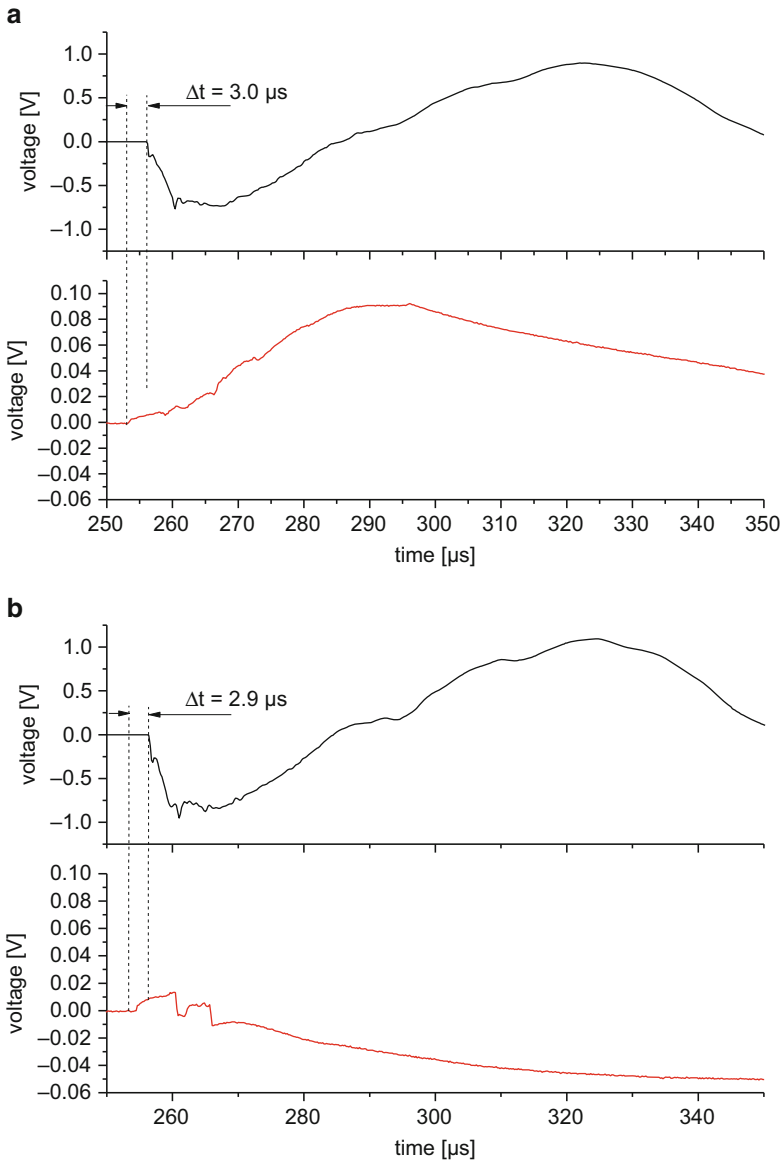 a
1.0
Δt = 3.0 µs
0.5
0.0
–0.5
–1.0
voltage [V]
0.10
0.08
0.06
0.04
0.02
0.00
–0.02
–0.04
–0.06
voltage [V]
250 260 270 280 290 300 310 320 330 340 350
time [µs]
b
1.0
Δt = 2.9 µs
0.5
0.0
–0.5
–1.0
voltage [V]
0.10
0.08
0.06
0.04
0.02
0.00
–0.02
–0.04
–0.06
voltage [V]
260 280 300 320 340
time [µs]